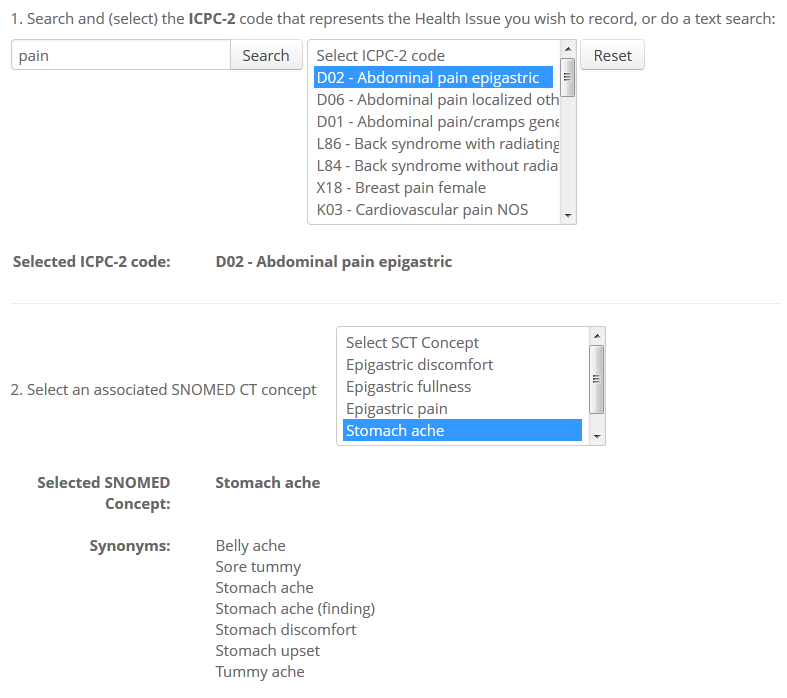 1. Search and (select) the ICPC-2 code that represents the Health Issue you wish to record, or do a text search:
pain
Search
Select ICPC-2 code
Reset
D02 - Abdominal pain epigastric
D06 - Abdominal pain localized oth
D01 - Abdominal pain/cramps gene
L86 - Back syndrome with radiating
L84 - Back syndrome without radia
X18 - Breast pain female
K03 - Cardiovascular pain NOS
Selected ICPC-2 code: D02 - Abdominal pain epigastric
2. Select an associated SNOMED CT concept
Select SCT Concept
Epigastric discomfort
Epigastric fullness
Epigastric pain
Stomach ache
Selected SNOMED
Concept:
Stomach ache
Synonyms:
Belly ache
Sore tummy
Stomach ache
Stomach ache (finding)
Stomach discomfort
Stomach upset
Tummy ache